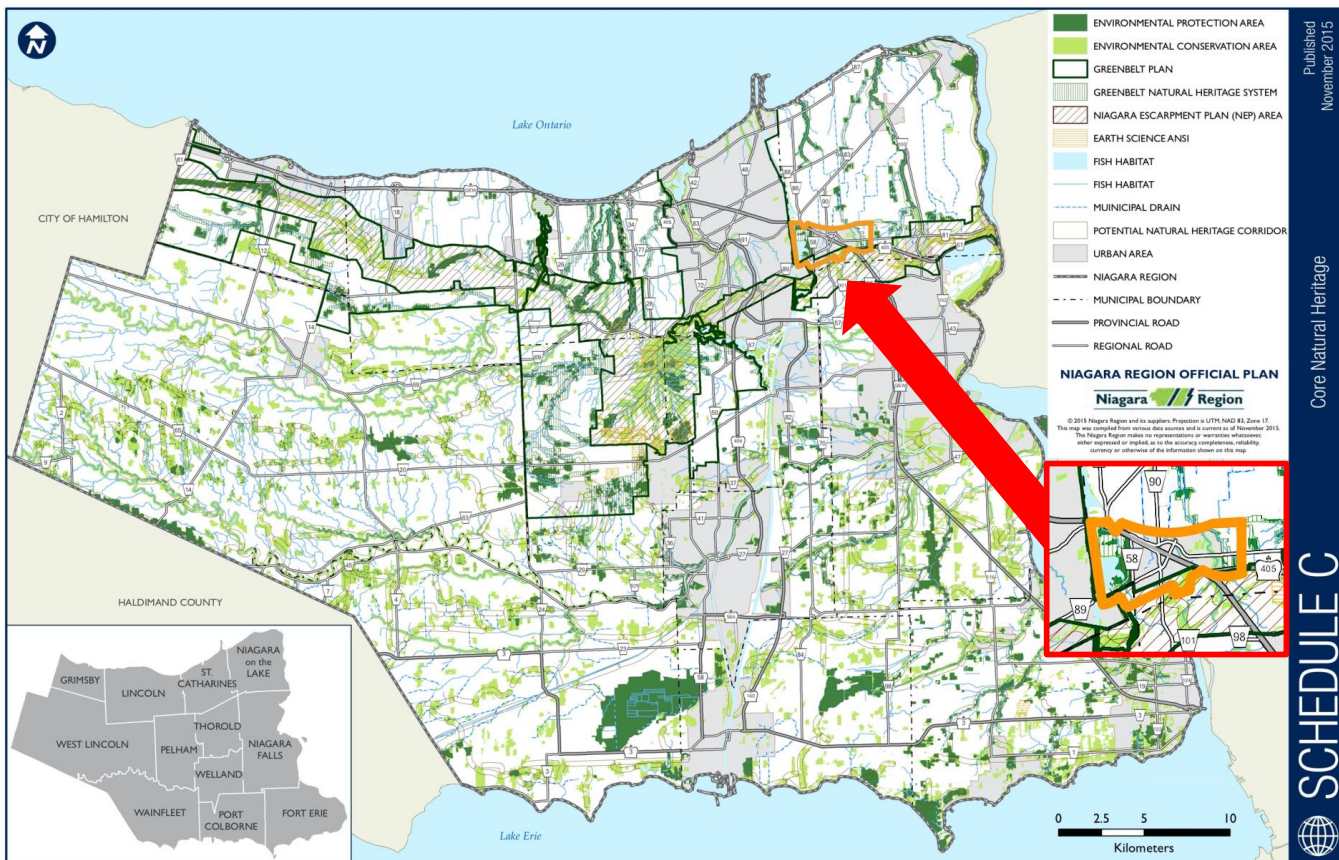 N
Lake Ontario
CITY OF HAMILTON
HALDIMAND COUNTY
Lake Erie
GRIMSBY
LINCOLN
ST.
CATHARINES
NIAGARA
on the
LAKE
WEST LINCOLN
PELHAM
THOROLD
NIAGARA
FALLS
WELLAND
WAINFLEET
PORT
COLBORNE
FORT ERIE
ENVIRONMENTAL PROTECTION AREA
ENVIRONMENTAL CONSERVATION AREA
GREENBELT PLAN
GREENBELT NATURAL HERITAGE SYSTEM
NIAGARA ESCARPMENT PLAN (NEP) AREA
EARTH SCIENCE ANSI
FISH HABITAT
FISH HABITAT
MUNICIPAL DRAIN
POTENTIAL NATURAL HERITAGE CORRIDOR
URBAN AREA
NIAGARA REGION
MUNICIPAL BOUNDARY
PROVINCIAL ROAD
REGIONAL ROAD
NIAGARA REGION OFFICIAL PLAN
Niagara Region
© 2015 Niagara Region and its suppliers. Projection is UTM, NAD 83, Zone 17.
This map was compiled from various data sources and is current as of November 2015.
The Niagara Region makes no representations or warranties whatsoever,
either expressed or implied, as to the accuracy, completeness, reliability,
currency or otherwise of the information shown on this map.
90
58
405
89
101
98
0 2.5 5 10
Kilometers
Published
November 2015
Core Natural Heritage
SCHEDULE C